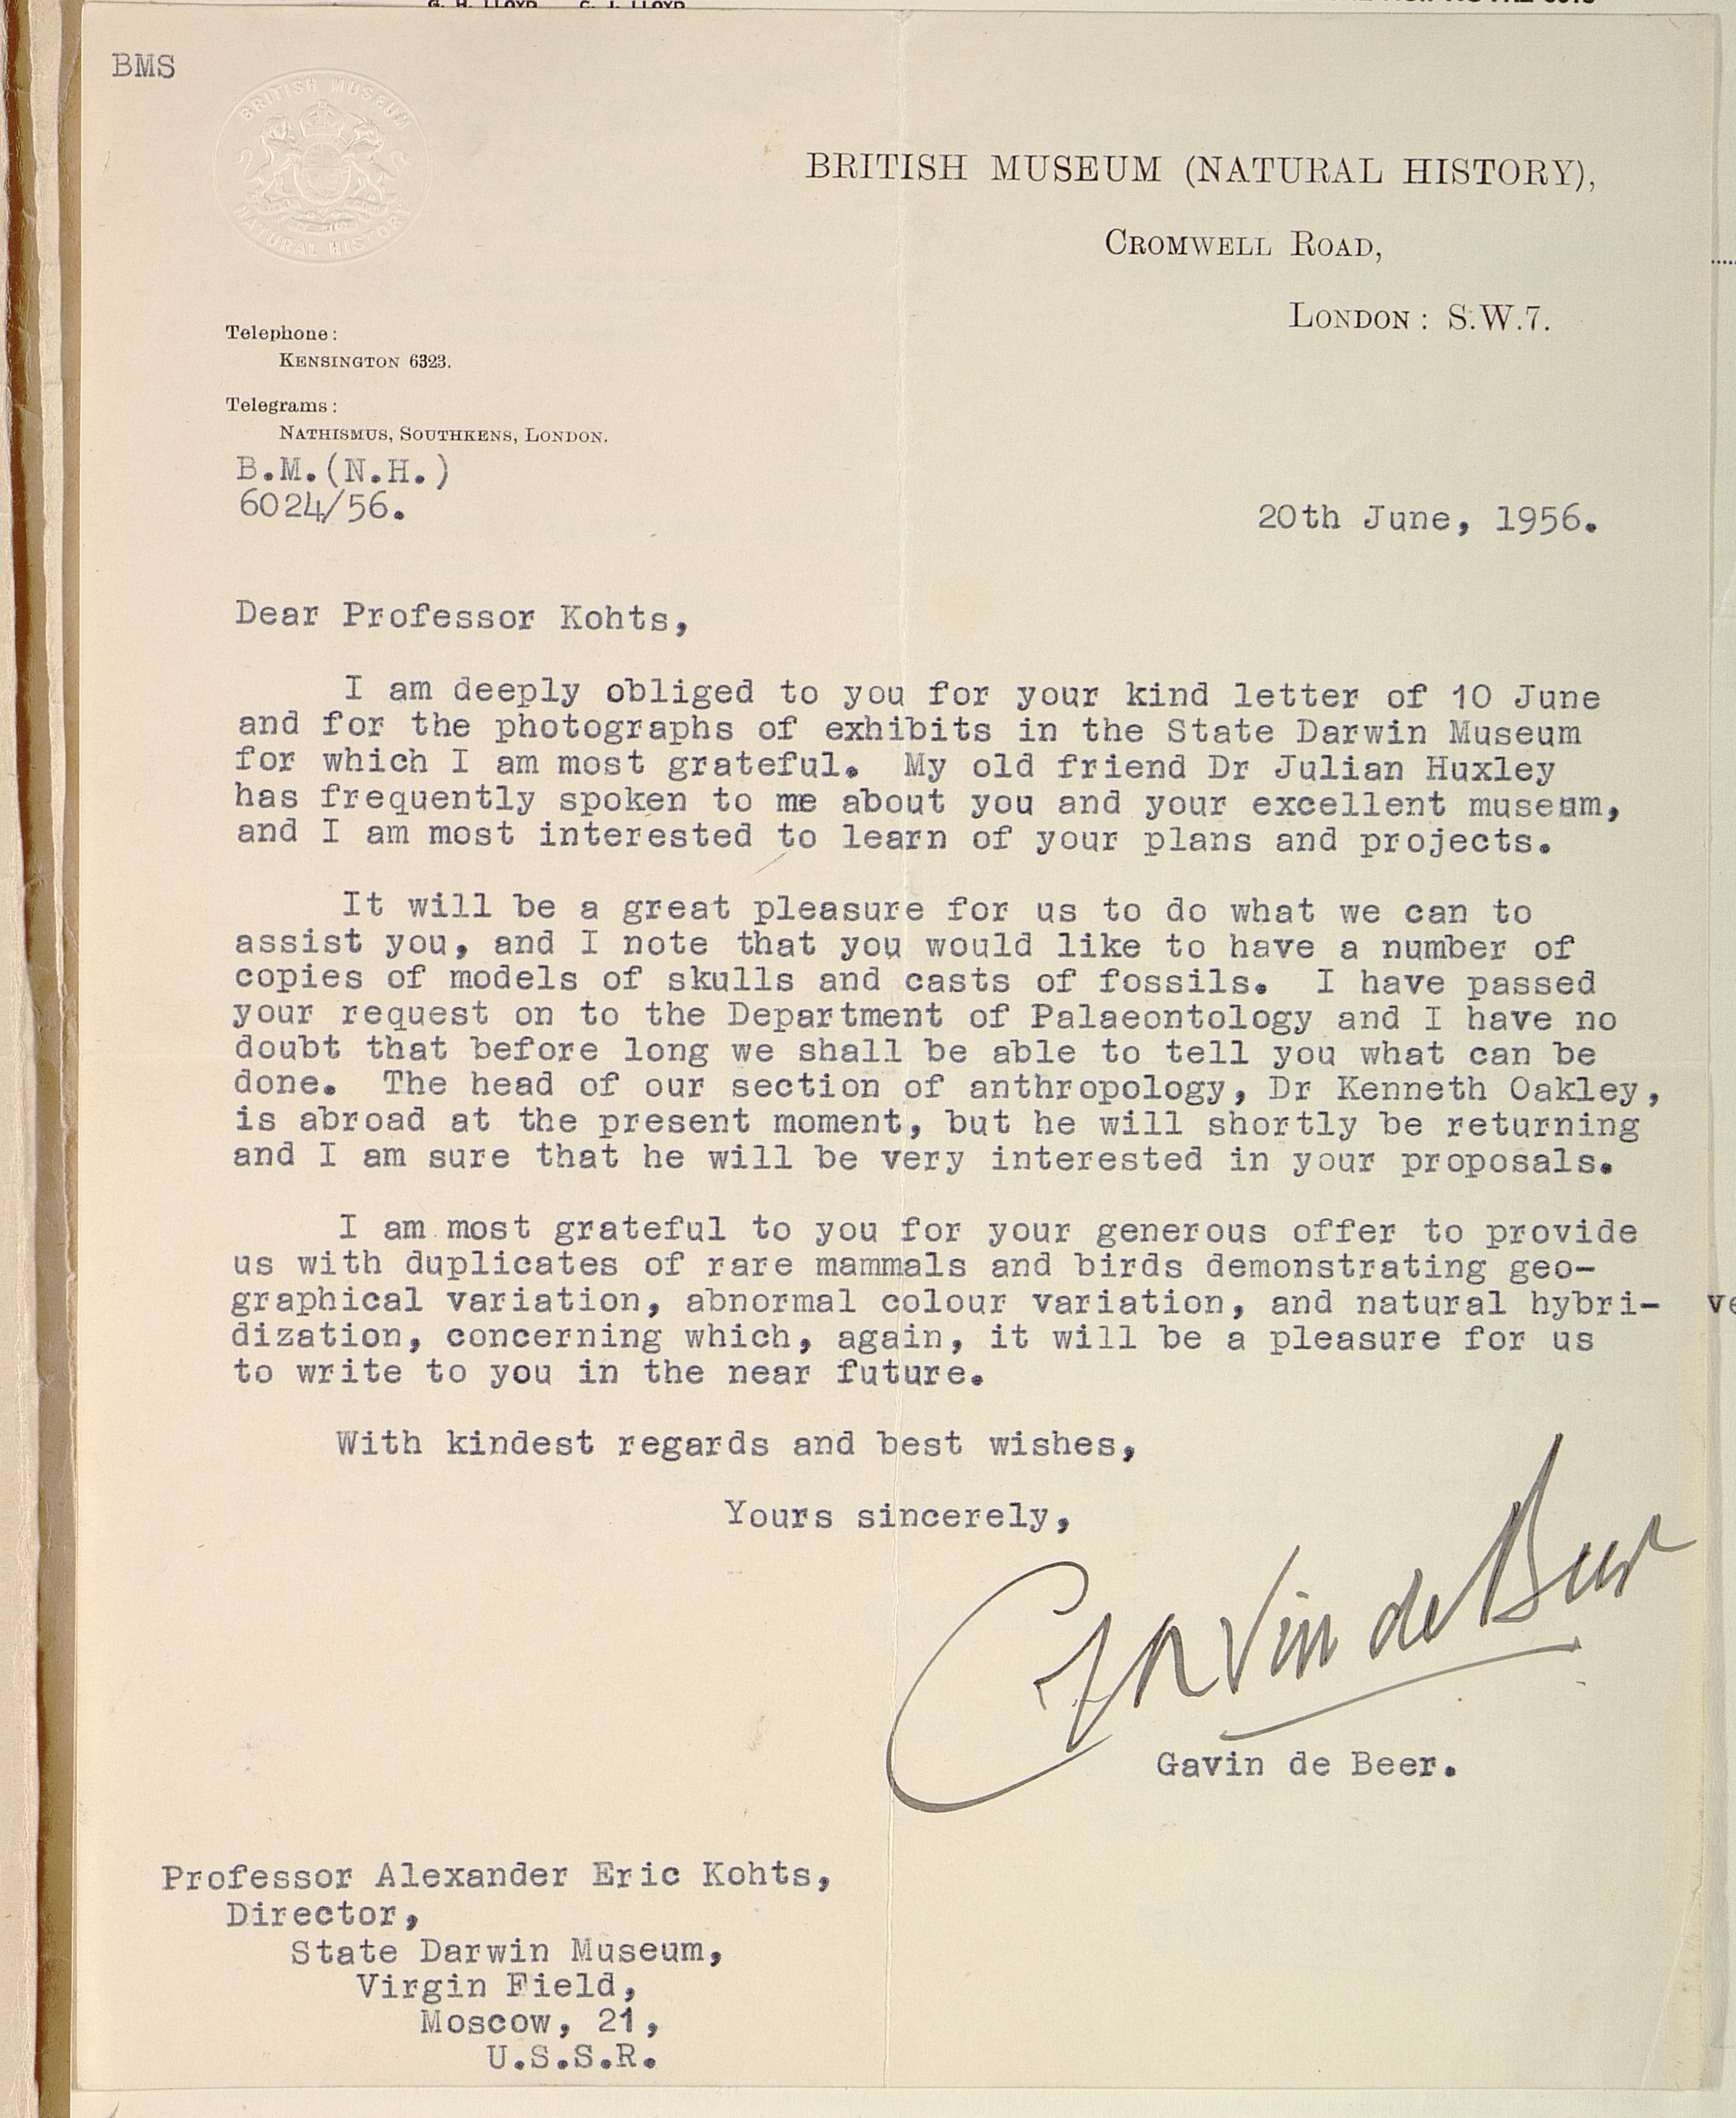 G. H. LLOYD C. J. LLOYD
BMS
BRITISH MUSEUM
NATURAL HISTORY
BRITISH MUSEUM (NATURAL HISTORY),
CROMWELL ROAD,
LONDON : S.W.7.
Telephone:
KENSINGTON 6323.
Telegrams:
NATHISMUS, SOUTHKENS, LONDON.
B.M.(N.H.)
6024/56.
20th June, 1956.
Dear Professor Kohts,
I am deeply obliged to you for your kind letter of 10 June
and for the photographs of exhibits in the State Darwin Museum
for which I am most grateful. My old friend Dr Julian Huxley
has frequently spoken to me about you and your excellent museum,
and I am most interested to learn of your plans and projects.
It will be a great pleasure for us to do what we can to
assist you, and I note that you would like to have a number of
copies of models of skulls and casts of fossils. I have passed
your request on to the Department of Palaeontology and I have no
doubt that before long we shall be able to tell you what can be
done. The head of our section of anthropology, Dr Kenneth Oakley,
is abroad at the present moment, but he will shortly be returning
and I am sure that he will be very interested in your proposals.
I am most grateful to you for your generous offer to provide
us with duplicates of rare mammals and birds demonstrating geo-
graphical variation, abnormal colour variation, and natural hybri-
dization, concerning which, again, it will be a pleasure for us
to write to you in the near future.
With kindest regards and best wishes,
Yours sincerely,
Gavin de Beer
Gavin de Beer.
Professor Alexander Eric Kohts,
Director,
State Darwin Museum,
Virgin Field,
Moscow, 21,
U.S.S.R.